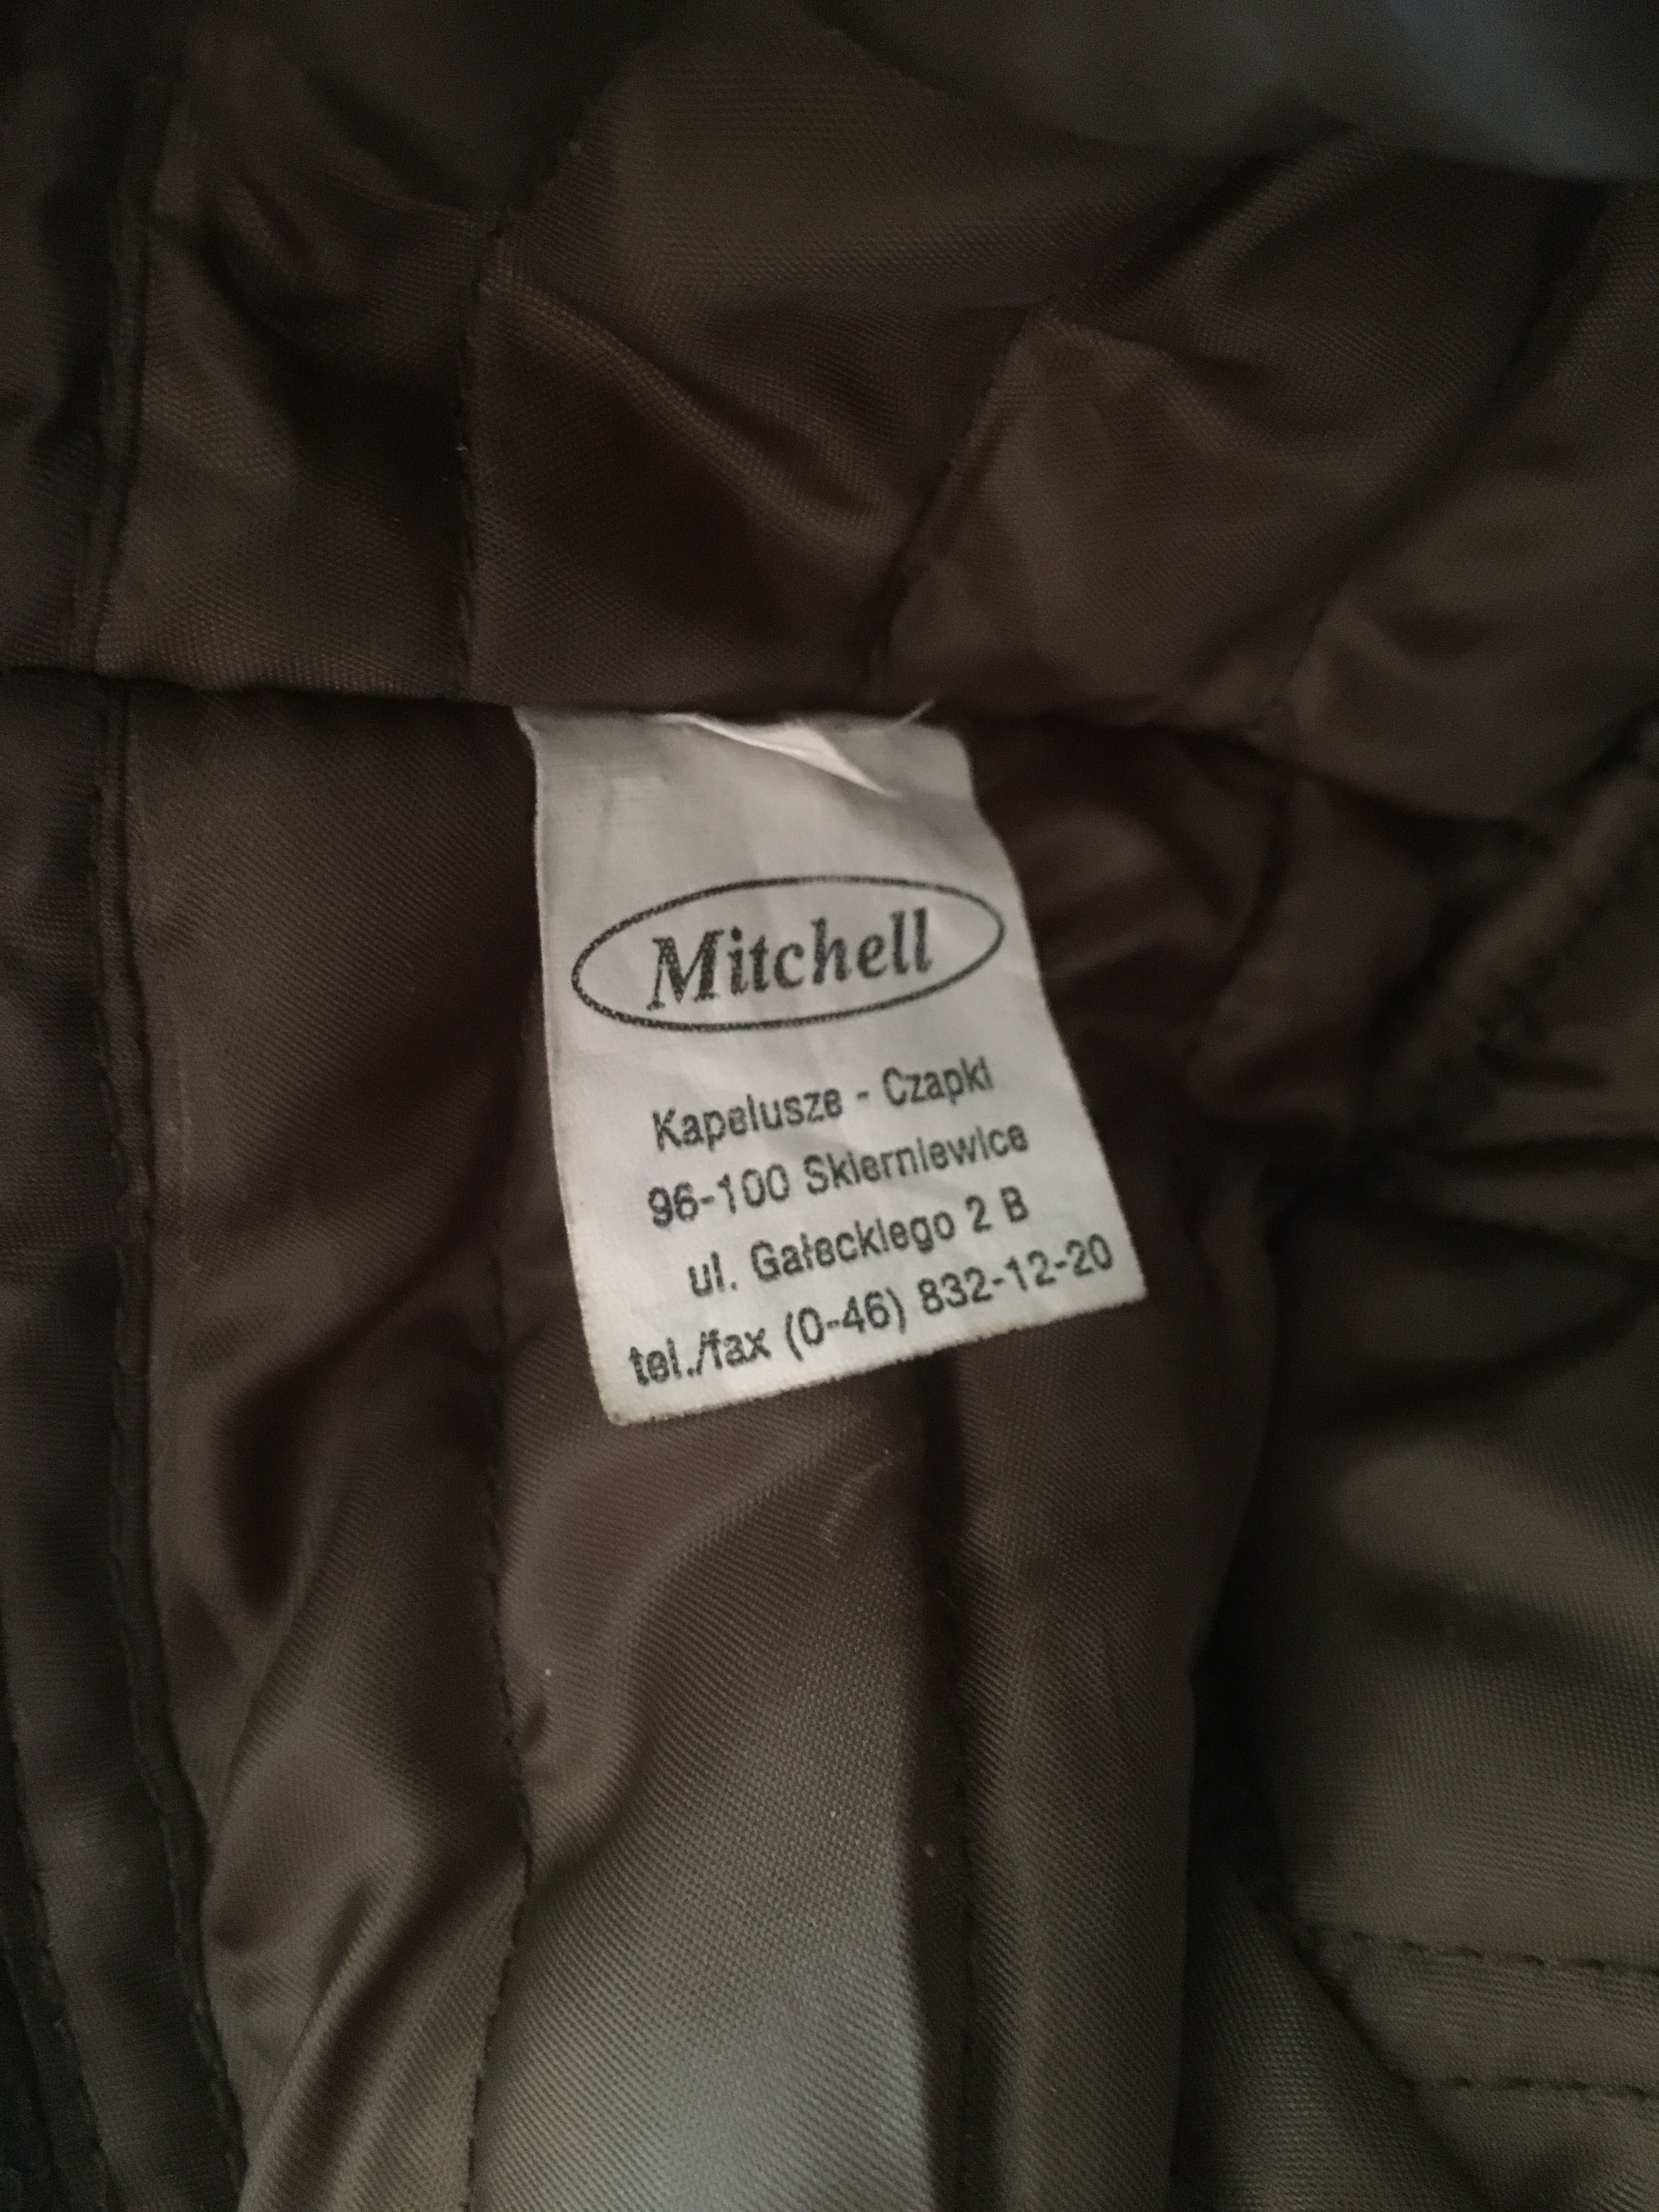 Mitchell
Kapelusze - Czapki
96-100 Skierniewice
ul. Gałeckiego 2 B
tel./fax (0-46) 832-12-20